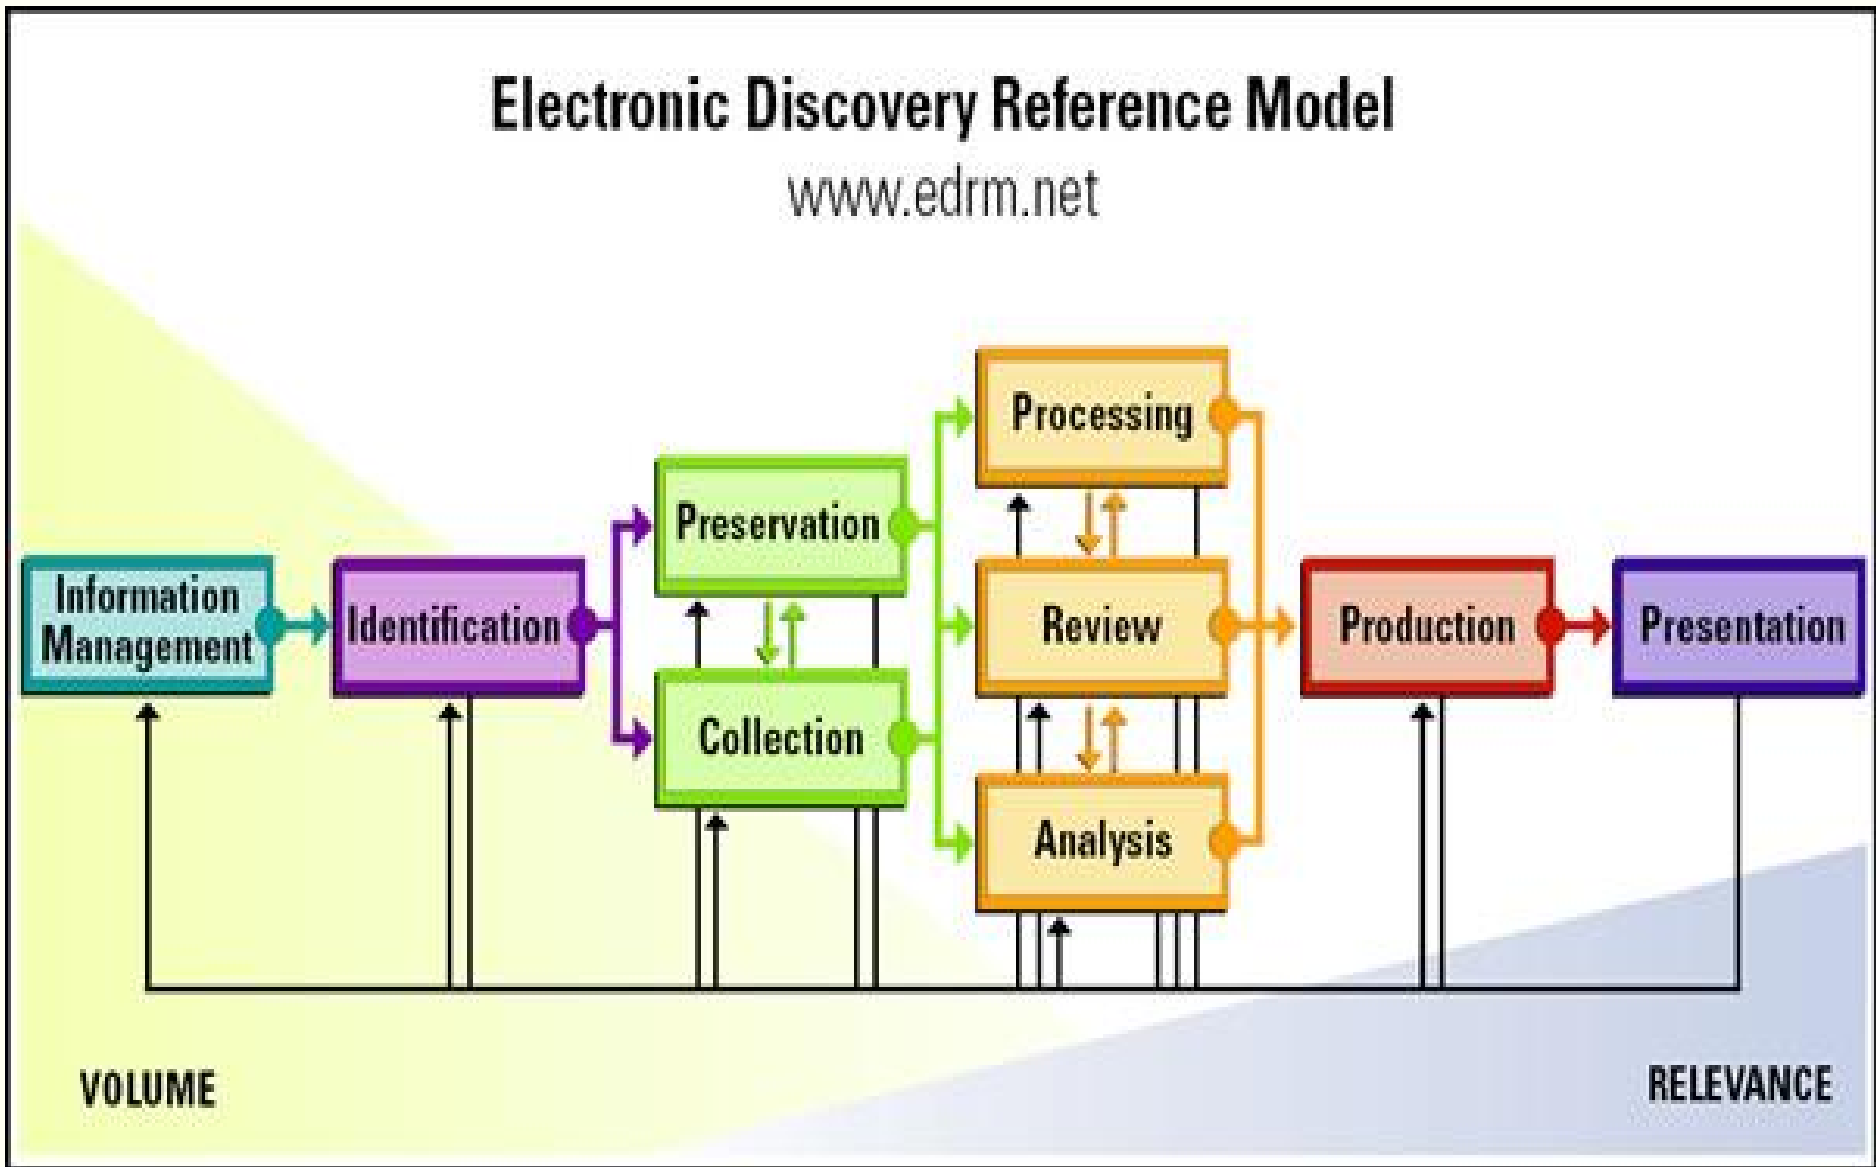 Electronic Discovery Reference Model
www.edrm.net
Processing
Preservation
Information
Management
Identification
Review
Production
Presentation
Collection
Analysis
VOLUME
RELEVANCE